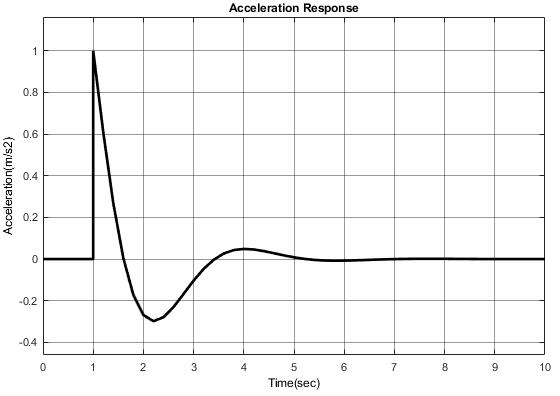 Acceleration Response
1
0.8
0.6
0.4
0.2
0
-0.2
-0.4
Acceleration(m/s2)
0 1 2 3 4 5 6 7 8 9 10
Time(sec)